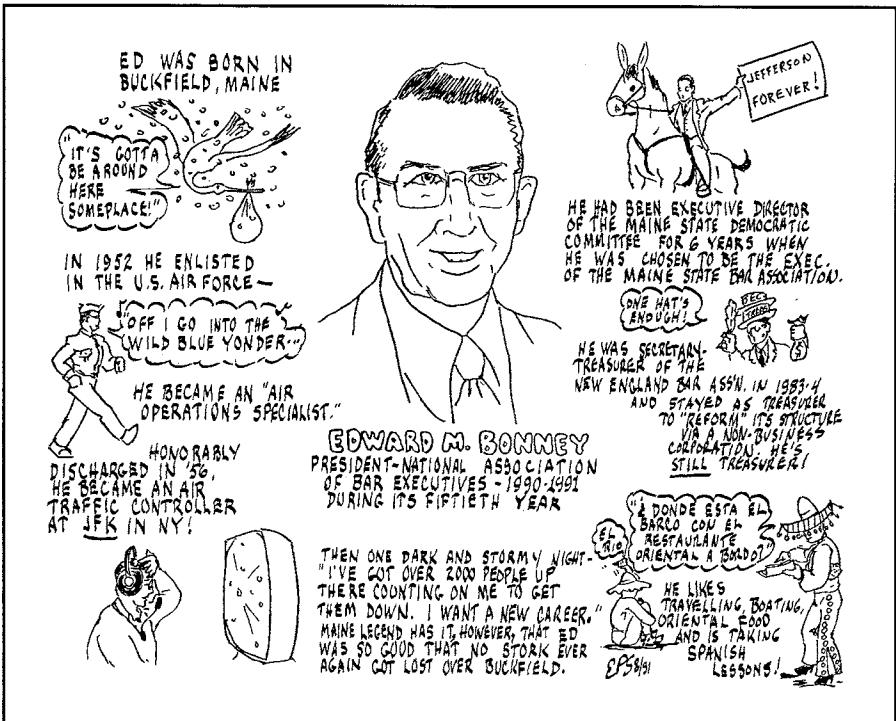 ED WAS BORN IN
BUCKFIELD, MAINE
"IT'S GOTTA
BE AROUND
HERE
SOMEPLACE!"
IN 1952 HE ENLISTED
IN THE U.S. AIR FORCE—
"OFF I GO INTO THE
WILD BLUE YONDER--"
HE BECAME AN "AIR
OPERATIONS SPECIALIST."
HONORABLY
DISCHARGED IN '56,
HE BECAME AN AIR
TRAFFIC CONTROLLER
AT JFK IN NY!
EDWARD M. BONNEY
PRESIDENT-NATIONAL ASSOCIATION
OF BAR EXECUTIVES - 1990-1991
DURING ITS FIFTIETH YEAR
THEN ONE DARK AND STORMY NIGHT-
"I'VE GOT OVER 2000 PEOPLE UP
THERE COUNTING ON ME TO GET
THEM DOWN. I WANT A NEW CAREER."
MAINE LEGEND HAS IT, HOWEVER, THAT ED
WAS SO GOOD THAT NO STORK EVER
AGAIN GOT LOST OVER BUCKFIELD.
JEFFERSON
FOREVER!
HE HAD BEEN EXECUTIVE DIRECTOR
OF THE MAINE STATE DEMOCRATIC
COMMITTEE FOR 6 YEARS WHEN
HE WAS CHOSEN TO BE THE EXEC.
OF THE MAINE STATE BAR ASSOCIATION.
ONE HAT'S
ENOUGH!
SEC.
TREAS.
$
HE WAS SECRETARY-
TREASURER OF THE
NEW ENGLAND BAR ASS'N. IN 1983-4
AND STAYED AS TREASURER
TO "REFORM" ITS STRUCTURE
VIA A NON-BUSINESS
CORPORATION. HE'S
STILL TREASURER!
"¿DONDE ESTA EL
BARCO CON EL
RESTAURANTE
ORIENTAL A BORDO?"
EL
RIO
HE LIKES
TRAVELLING, BOATING,
ORIENTAL FOOD
AND IS TAKING
SPANISH
LESSONS!
EPS 8/91